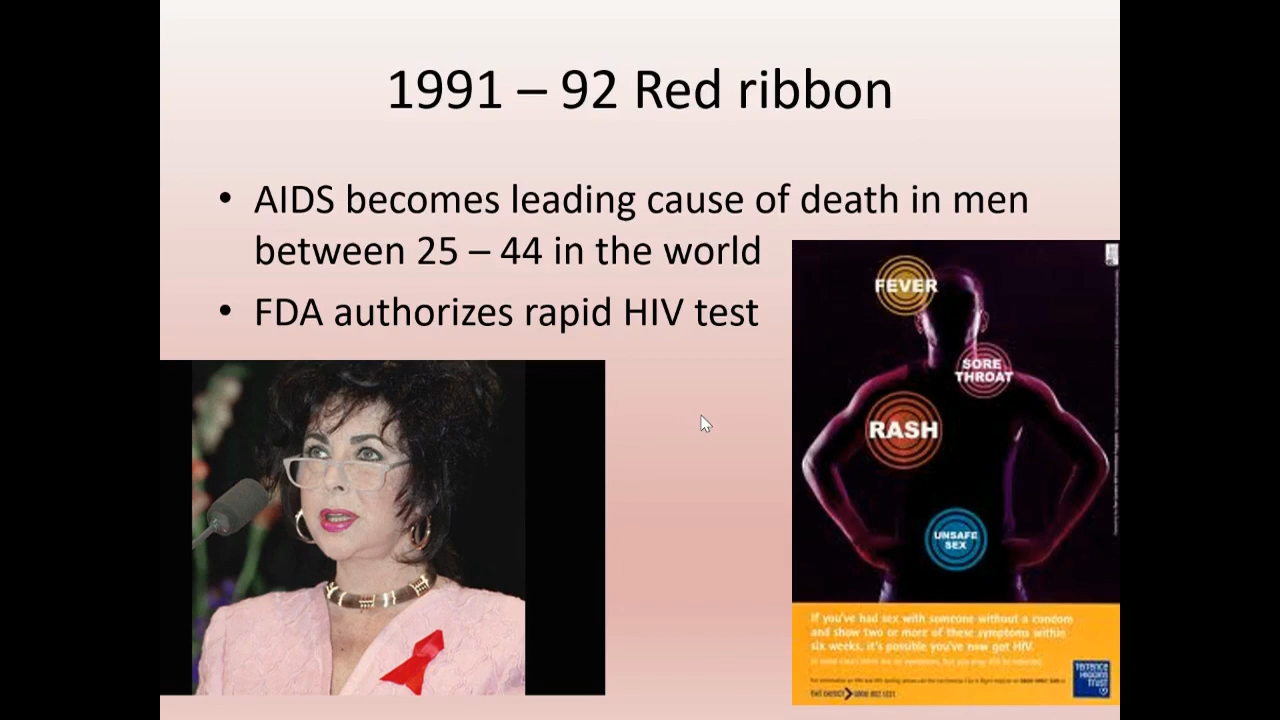 1991 – 92 Red ribbon
• AIDS becomes leading cause of death in men
between 25 – 44 in the world
• FDA authorizes rapid HIV test
FEVER
SORE
THROAT
RASH
UNSAFE
SEX
If you've had sex with someone without a condom
and show two or more of these symptoms within
six weeks, it's possible you've now got HIV.
TERRENCE
HIGGINS
TRUST